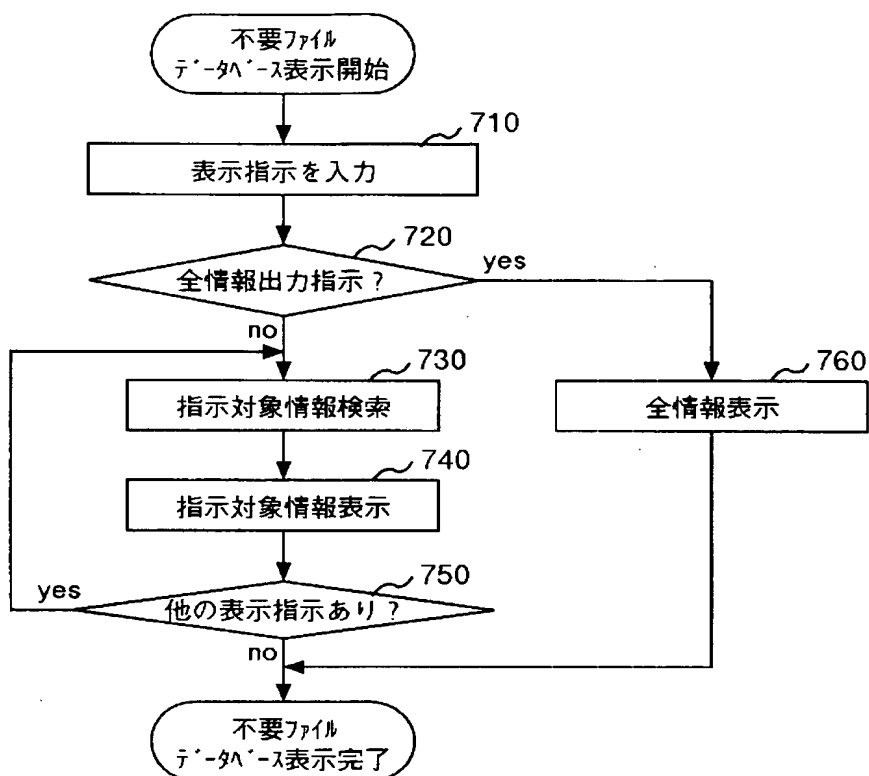 不要ファイル
データベース表示開始
710
表示指示を入力
720
全情報出力指示？
yes
no
730
指示対象情報検索
760
全情報表示
740
指示対象情報表示
750
yes
他の表示指示あり？
no
不要ファイル
データベース表示完了